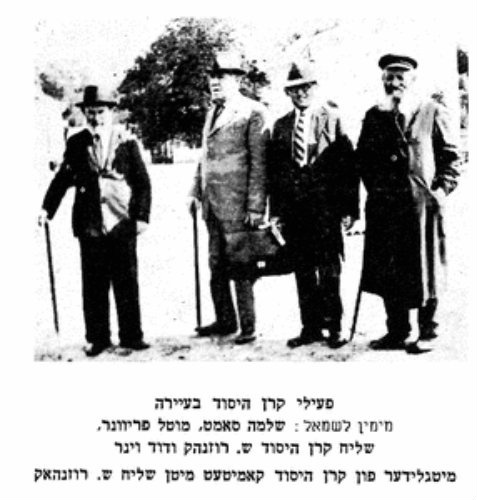 פעילי קרן היסוד בעיירה
מימין לשמאל: שלמה סאמט, מוטל פריוונר,
שליח קרן היסוד ש. רוזנהק ודוד וינר
מיטגלידער פון קרן היסוד קאמיטעט מיטן שליח ש. רוזנהאק